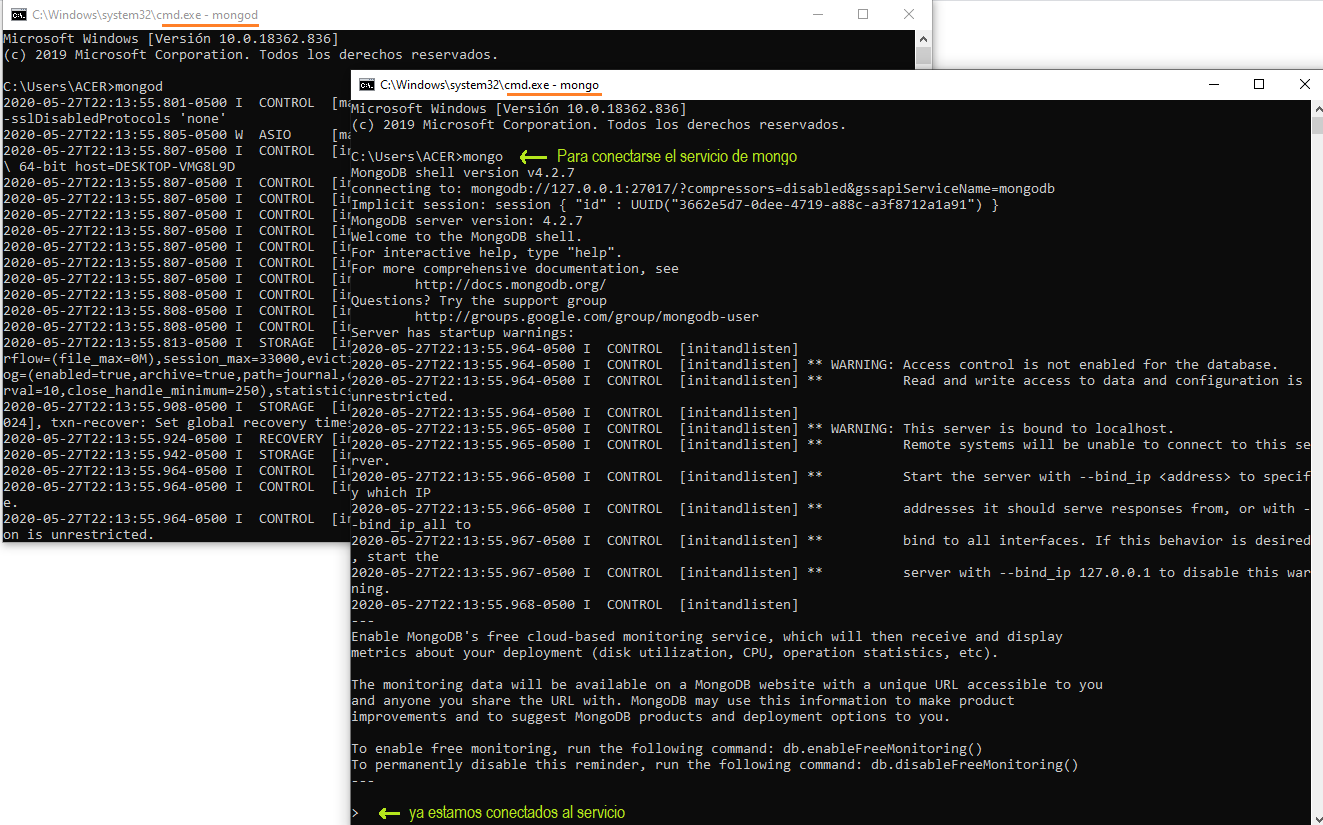 C:\Windows\system32\cmd.exe - mongod
Microsoft Windows [Versión 10.0.18362.836]
(c) 2019 Microsoft Corporation. Todos los derechos reservados.
C:\Users\ACER>mongod
2020-05-27T22:13:55.801-0500 I  CONTROL  [ma
-sslDisabledProtocols 'none'
2020-05-27T22:13:55.805-0500 W  ASIO     [ma
2020-05-27T22:13:55.807-0500 I  CONTROL  [in
\ 64-bit host=DESKTOP-VMG8L9D
2020-05-27T22:13:55.807-0500 I  CONTROL  [in
2020-05-27T22:13:55.807-0500 I  CONTROL  [in
2020-05-27T22:13:55.807-0500 I  CONTROL  [in
2020-05-27T22:13:55.807-0500 I  CONTROL  [in
2020-05-27T22:13:55.807-0500 I  CONTROL  [in
2020-05-27T22:13:55.807-0500 I  CONTROL  [in
2020-05-27T22:13:55.807-0500 I  CONTROL  [in
2020-05-27T22:13:55.808-0500 I  CONTROL  [in
2020-05-27T22:13:55.808-0500 I  CONTROL  [in
2020-05-27T22:13:55.808-0500 I  CONTROL  [in
2020-05-27T22:13:55.813-0500 I  STORAGE  [in
rflow=(file_max=0M),session_max=33000,evicti
og=(enabled=true,archive=true,path=journal,
rval=10,close_handle_minimum=250),statistics
2020-05-27T22:13:55.908-0500 I  STORAGE  [in
024], txn-recover: Set global recovery times
2020-05-27T22:13:55.924-0500 I  RECOVERY [in
2020-05-27T22:13:55.942-0500 I  STORAGE  [in
2020-05-27T22:13:55.964-0500 I  CONTROL  [in
2020-05-27T22:13:55.964-0500 I  CONTROL  [in
e.
2020-05-27T22:13:55.964-0500 I  CONTROL  [in
on is unrestricted.
C:\Windows\system32\cmd.exe - mongo
Microsoft Windows [Versión 10.0.18362.836]
(c) 2019 Microsoft Corporation. Todos los derechos reservados.
C:\Users\ACER>mongo Para conectarse el servicio de mongo
MongoDB shell version v4.2.7
connecting to: mongodb://127.0.0.1:27017/?compressors=disabled&gssapiServiceName=mongodb
Implicit session: session { "id" : UUID("3662e5d7-0dee-4719-a88c-a3f8712a1a91") }
MongoDB server version: 4.2.7
Welcome to the MongoDB shell.
For interactive help, type "help".
For more comprehensive documentation, see
http://docs.mongodb.org/
Questions? Try the support group
http://groups.google.com/group/mongodb-user
Server has startup warnings:
2020-05-27T22:13:55.964-0500 I  CONTROL  [initandlisten]
2020-05-27T22:13:55.964-0500 I  CONTROL  [initandlisten] ** WARNING: Access control is not enabled for the database.
2020-05-27T22:13:55.964-0500 I  CONTROL  [initandlisten] **          Read and write access to data and configuration is
unrestricted.
2020-05-27T22:13:55.964-0500 I  CONTROL  [initandlisten]
2020-05-27T22:13:55.965-0500 I  CONTROL  [initandlisten] ** WARNING: This server is bound to localhost.
2020-05-27T22:13:55.965-0500 I  CONTROL  [initandlisten] **          Remote systems will be unable to connect to this se
rver.
2020-05-27T22:13:55.966-0500 I  CONTROL  [initandlisten] **          Start the server with --bind_ip <address> to specif
y which IP
2020-05-27T22:13:55.966-0500 I  CONTROL  [initandlisten] **          addresses it should serve responses from, or with -
-bind_ip_all to
2020-05-27T22:13:55.967-0500 I  CONTROL  [initandlisten] **          bind to all interfaces. If this behavior is desired
, start the
2020-05-27T22:13:55.967-0500 I  CONTROL  [initandlisten] **          server with --bind_ip 127.0.0.1 to disable this war
ning.
2020-05-27T22:13:55.968-0500 I  CONTROL  [initandlisten]
---
Enable MongoDB's free cloud-based monitoring service, which will then receive and display
metrics about your deployment (disk utilization, CPU, operation statistics, etc).
The monitoring data will be available on a MongoDB website with a unique URL accessible to you
and anyone you share the URL with. MongoDB may use this information to make product
improvements and to suggest MongoDB products and deployment options to you.
To enable free monitoring, run the following command: db.enableFreeMonitoring()
To permanently disable this reminder, run the following command: db.disableFreeMonitoring()
---
> ya estamos conectados al servicio